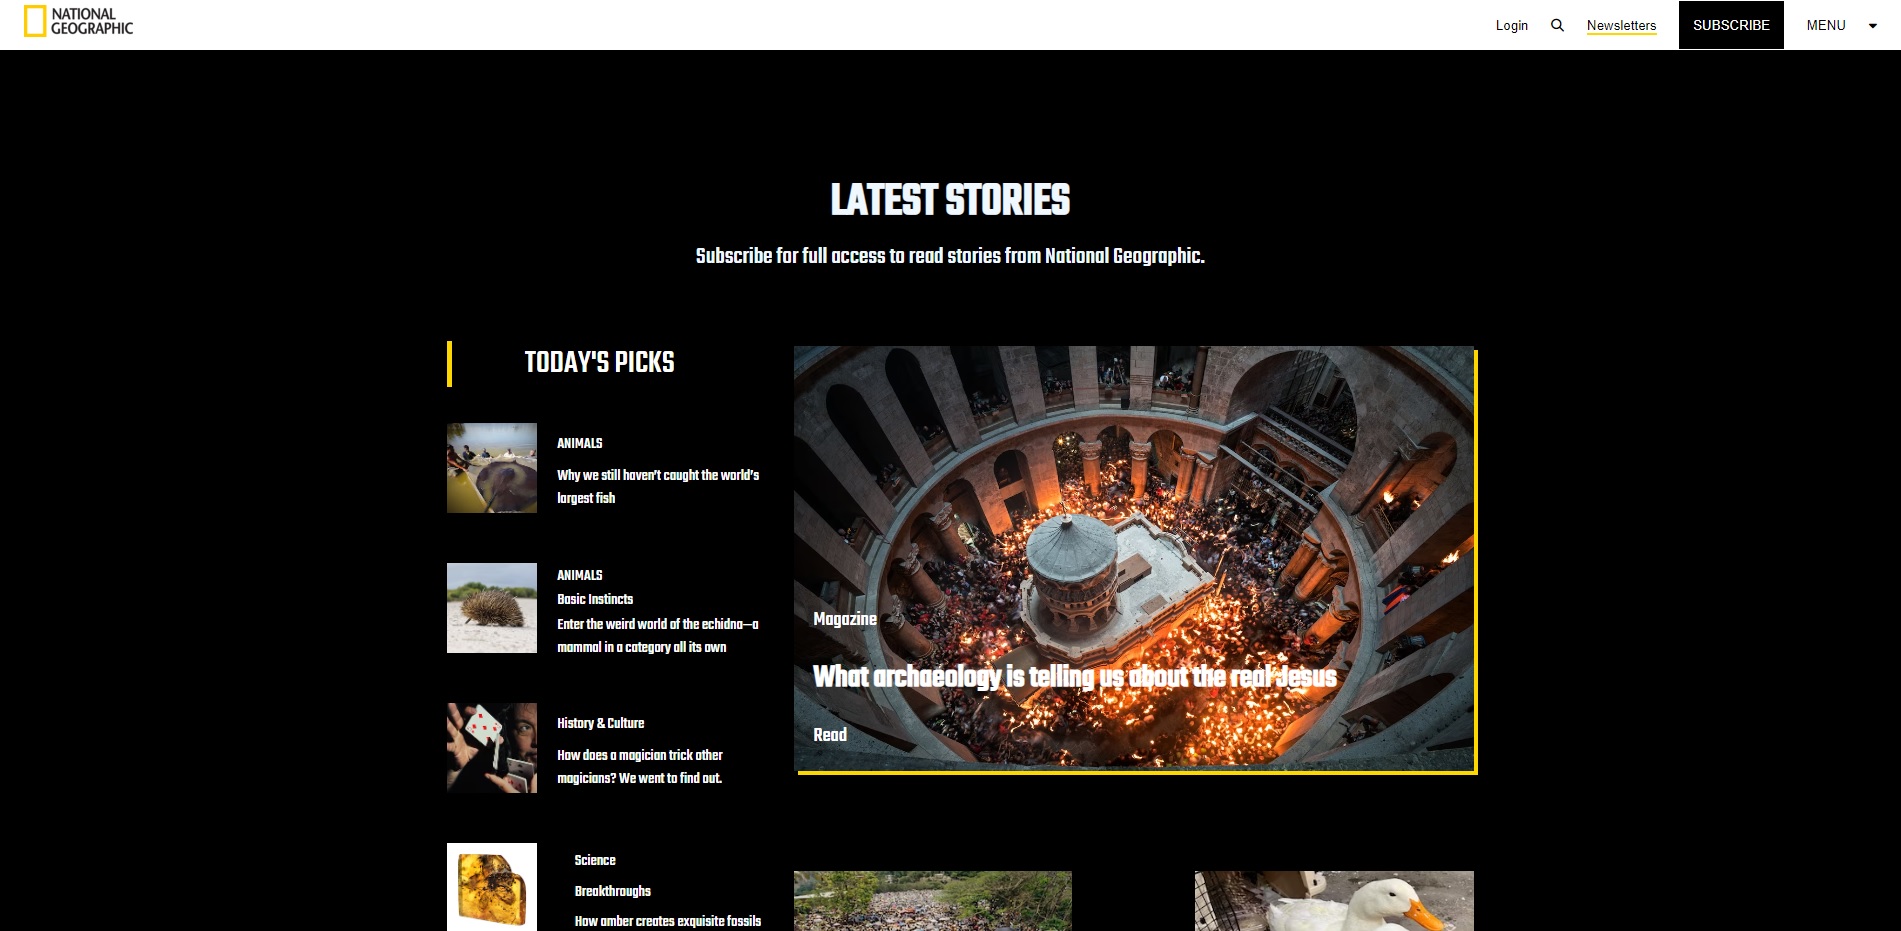 NATIONAL
GEOGRAPHIC
Login
Newsletters
SUBSCRIBE
MENU
LATEST STORIES
Subscribe for full access to read stories from National Geographic.
TODAY'S PICKS
ANIMALS
Why we still haven't caught the world's
largest fish
ANIMALS
Basic Instincts
Enter the weird world of the echidna—a
mammal in a category all its own
History & Culture
How does a magician trick other
magicians? We went to find out.
Science
Breakthroughs
How amber creates exquisite fossils
Magazine
What archaeology is telling us about the real Jesus
Read